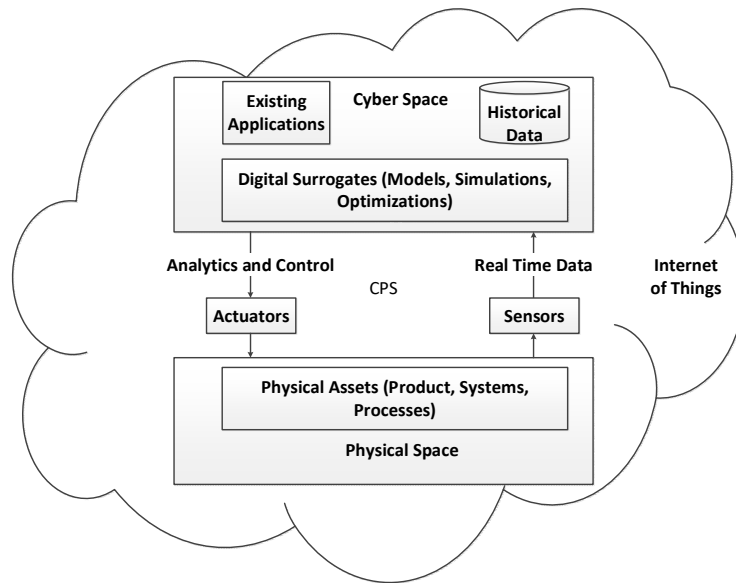 Existing
Applications
Cyber Space
Historical
Data
Digital Surrogates (Models, Simulations,
Optimizations)
Analytics and Control
Real Time Data
Internet
of Things
CPS
Actuators
Sensors
Physical Assets (Product, Systems,
Processes)
Physical Space